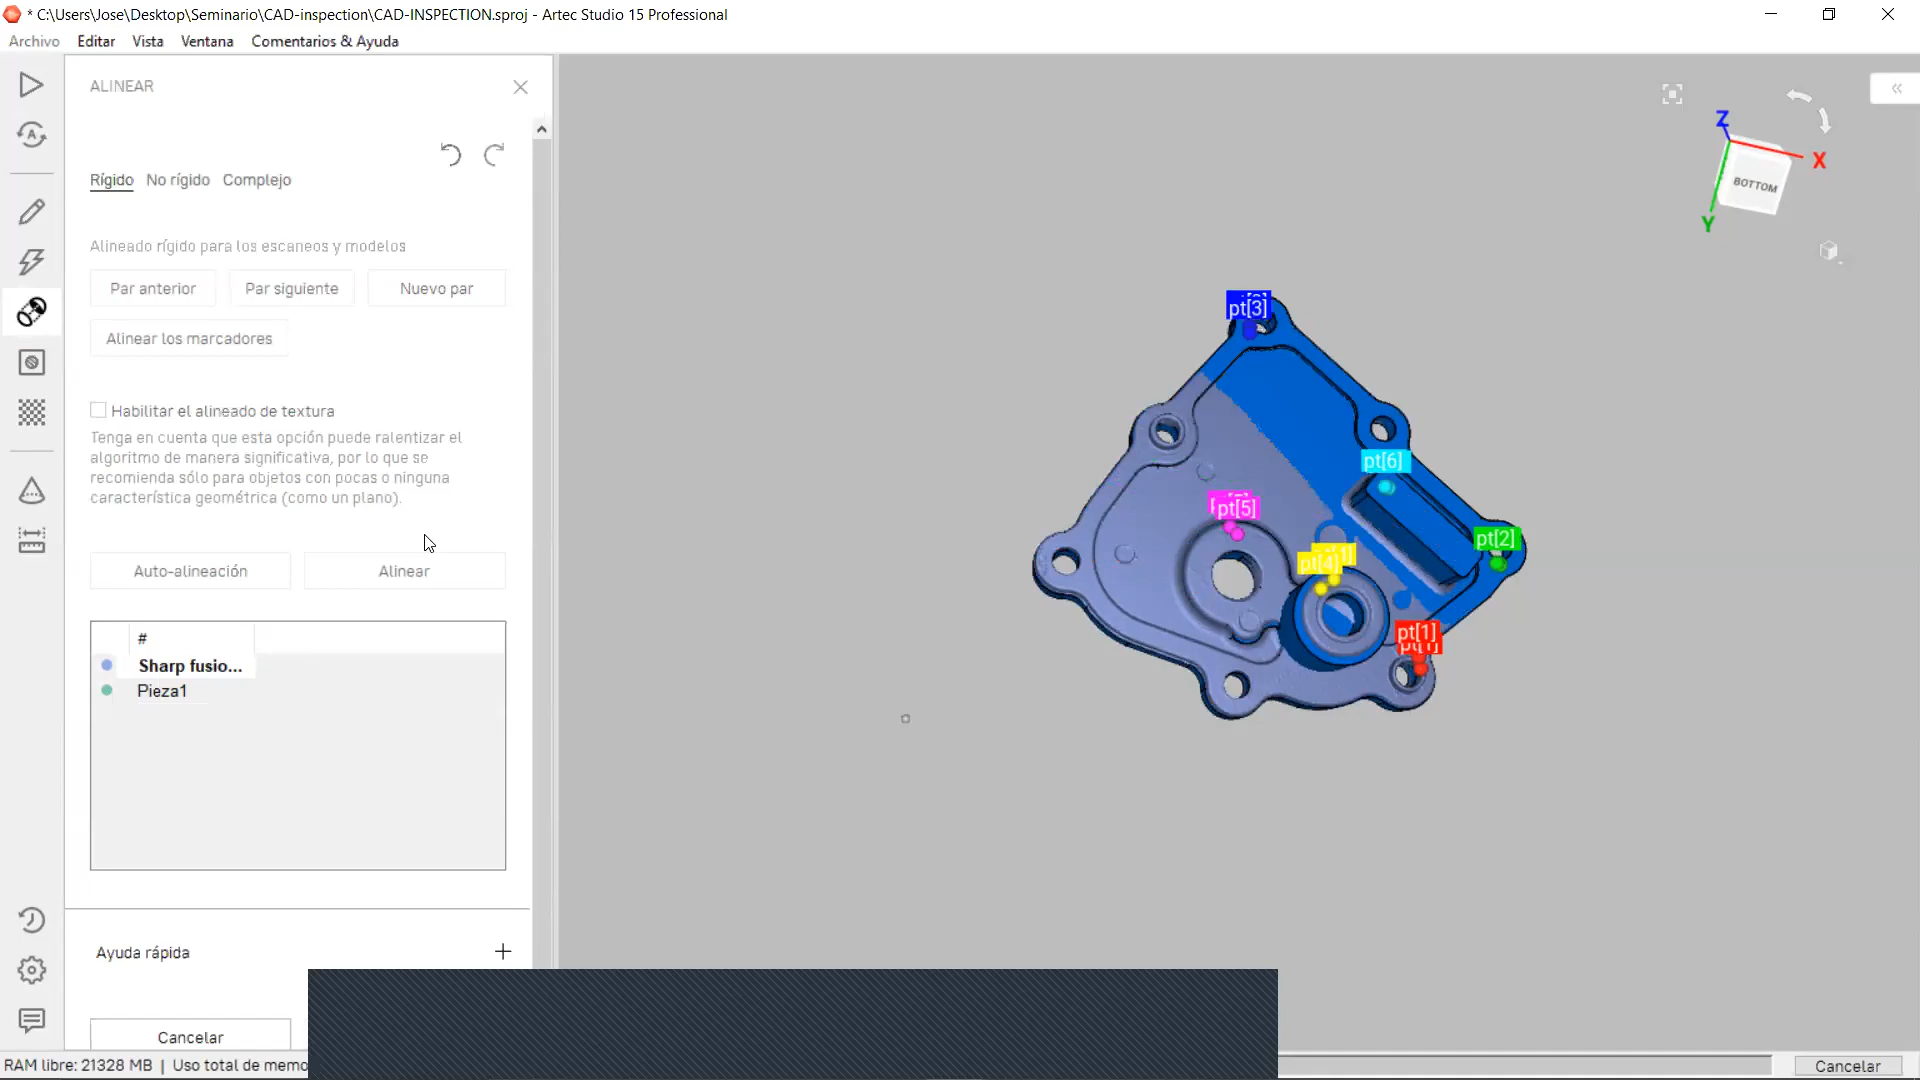 * C:\Users\Jose\Desktop\Seminario\CAD-inspection\CAD-INSPECTION.sproj - Artec Studio 15 Professional
Archivo Editar Vista Ventana Comentarios & Ayuda
ALINEAR
Rígido No rígido Complejo
Alineado rígido para los escaneos y modelos
Par anterior Par siguiente Nuevo par
Alinear los marcadores
Habilitar el alineado de textura
Tenga en cuenta que esta opción puede ralentizar el
algoritmo de manera significativa, por lo que se
recomienda sólo para objetos con pocas o ninguna
característica geométrica (como un plano).
Auto-alineación Alinear
#
Sharp fusio...
Pieza1
Ayuda rápida
Cancelar
RAM libre: 21328 MB | Uso total de memo
Z
X
BOTTOM
Y
pt[3]
pt[6]
pt[5]
pt[2]
pt[4]
pt[1]
pt[1]
Cancelar